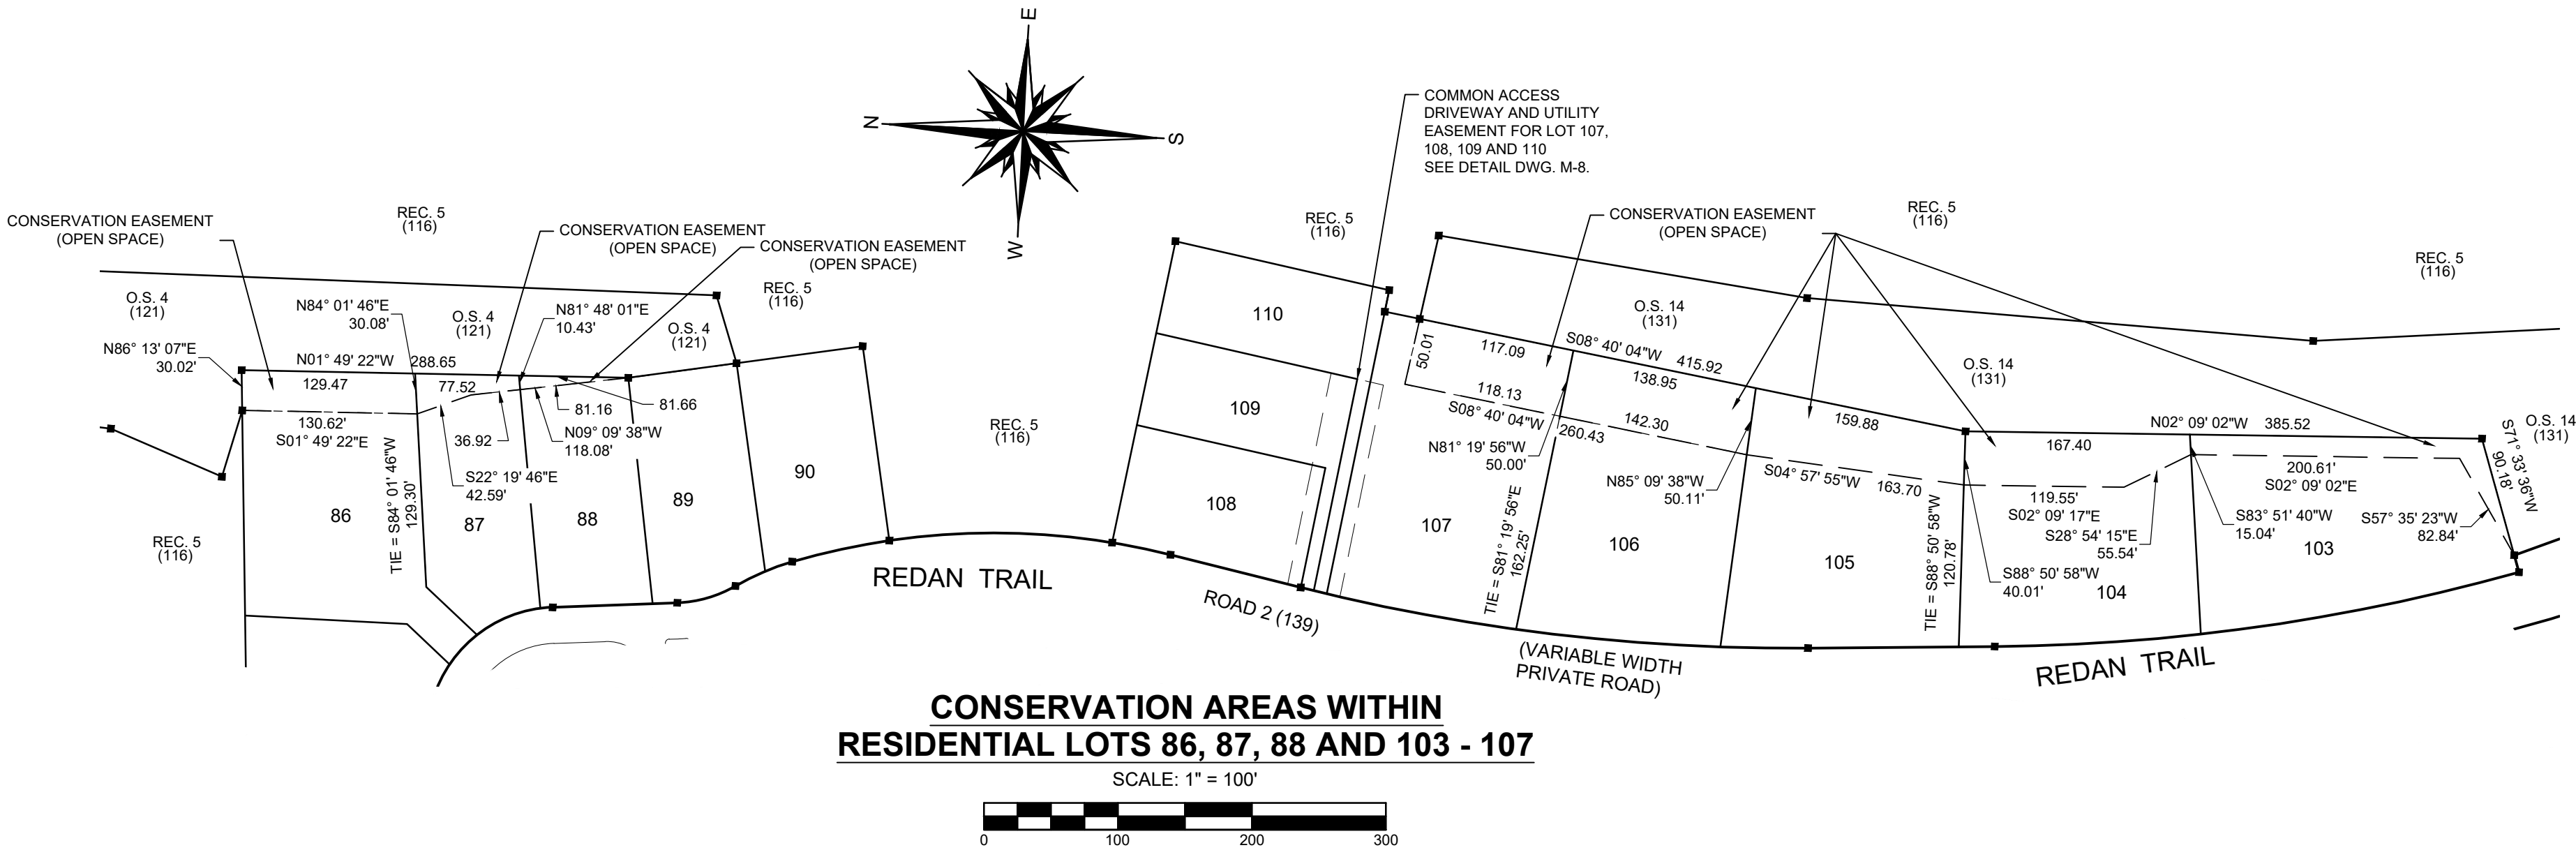 E
N
S
W
COMMON ACCESS
DRIVEWAY AND UTILITY
EASEMENT FOR LOT 107,
108, 109 AND 110
SEE DETAIL DWG. M-8.
CONSERVATION EASEMENT
(OPEN SPACE)
REC. 5
(116)
CONSERVATION EASEMENT
(OPEN SPACE)
CONSERVATION EASEMENT
(OPEN SPACE)
REC. 5
(116)
REC. 5
(116)
CONSERVATION EASEMENT
(OPEN SPACE)
REC. 5
(116)
REC. 5
(116)
O.S. 4
(121)
N84° 01' 46"E
30.08'
O.S. 4
(121)
N81° 48' 01"E
10.43'
O.S. 4
(121)
N86° 13' 07"E
30.02'
N01° 49' 22"W 288.65
129.47
77.52
130.62'
S01° 49' 22"E
36.92
81.16
81.66
N09° 09' 38"W
118.08'
S22° 19' 46"E
42.59'
TIE = S84° 01' 46"W
129.30'
86
87
88
89
90
REC. 5
(116)
REC. 5
(116)
110
109
108
O.S. 14
(131)
50.01
117.09
S08° 40' 04"W 415.92
138.95
118.13
S08° 40' 04"W 260.43
142.30
159.88
O.S. 14
(131)
N81° 19' 56"W
50.00'
N85° 09' 38"W
50.11'
S04° 57' 55"W 163.70
TIE = S81° 19' 56"E
162.25'
107
106
105
TIE = S88° 50' 58"W
120.78'
N02° 09' 02"W 385.52
167.40
119.55'
S02° 09' 17"E
S28° 54' 15"E
55.54'
S88° 50' 58"W
40.01'
104
200.61'
S02° 09' 02"E
S83° 51' 40"W
15.04'
S57° 35' 23"W
82.84'
103
S71° 33' 36"W
90.18'
O.S. 14
(131)
REDAN TRAIL
ROAD 2 (139)
(VARIABLE WIDTH
PRIVATE ROAD)
REDAN TRAIL
CONSERVATION AREAS WITHIN
RESIDENTIAL LOTS 86, 87, 88 AND 103 - 107
SCALE: 1" = 100'
0 100 200 300